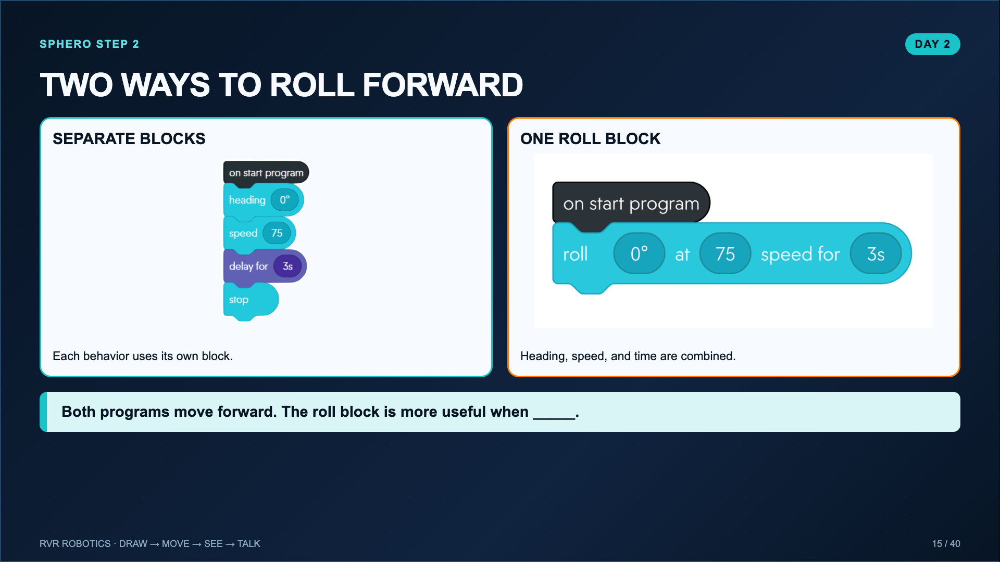 SPHERO STEP 2
DAY 2
TWO WAYS TO ROLL FORWARD
SEPARATE BLOCKS
on start program
heading 0°
speed 75
delay for 3s
stop
Each behavior uses its own block.
ONE ROLL BLOCK
on start program
roll 0° at 75 speed for 3s
Heading, speed, and time are combined.
Both programs move forward. The roll block is more useful when _____.
RVR ROBOTICS · DRAW → MOVE → SEE → TALK
15 / 40